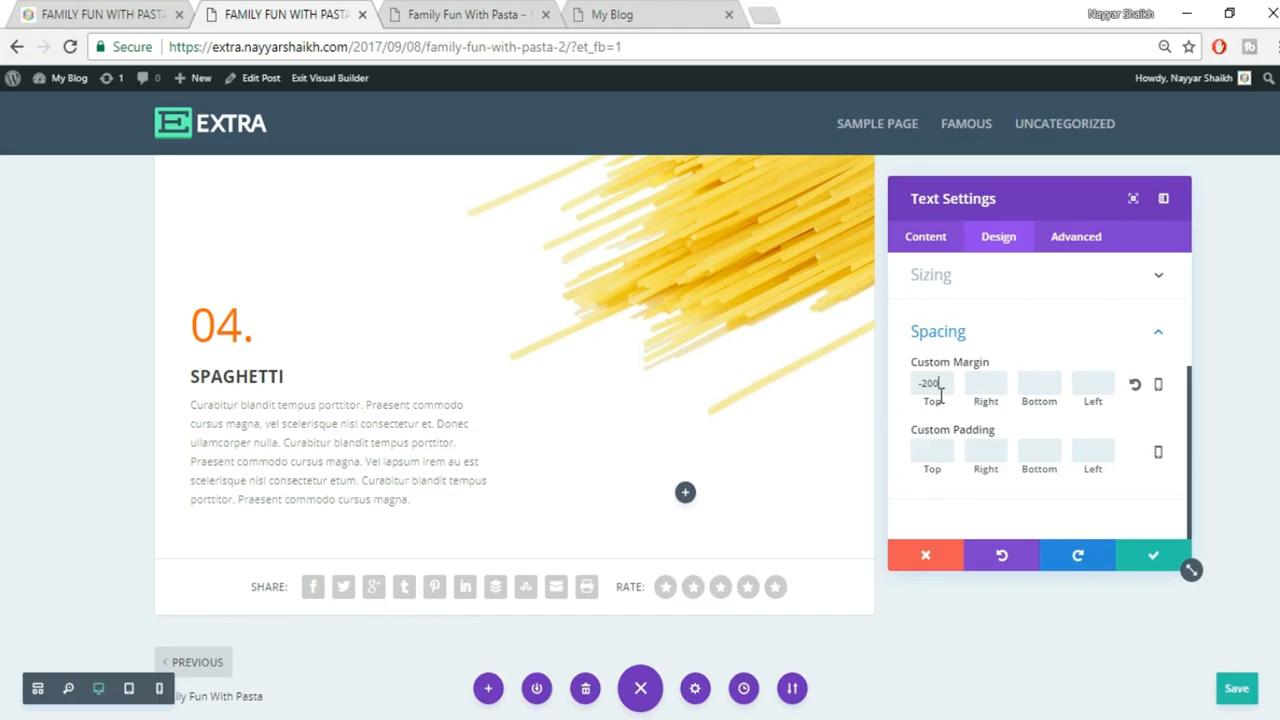 FAMILY FUN WITH PASTA
FAMILY FUN WITH PASTA
Family Fun With Pasta –
My Blog
Nayyar Shaikh
Secure
https://extra.nayyarshaikh.com/2017/09/08/family-fun-with-pasta-2/?et_fb=1
My Blog
1
0
New
Edit Post
Exit Visual Builder
Howdy, Nayyar Shaikh
E EXTRA
SAMPLE PAGE
FAMOUS
UNCATEGORIZED
Text Settings
Content
Design
Advanced
Sizing
Spacing
Custom Margin
-200
Top
Right
Bottom
Left
Custom Padding
Top
Right
Bottom
Left
04.
SPAGHETTI
Curabitur blandit tempus porttitor. Praesent commodo
cursus magna, vel scelerisque nisl consectetur et. Donec
ullamcorper nulla. Curabitur blandit tempus porttitor.
Praesent commodo cursus magna. Vel lapsum irem au est
scelerisque nisl consectetur etum. Curabitur blandit tempus
porttitor. Praesent commodo cursus magna.
SHARE:
RATE:
PREVIOUS
ily Fun With Pasta
Save